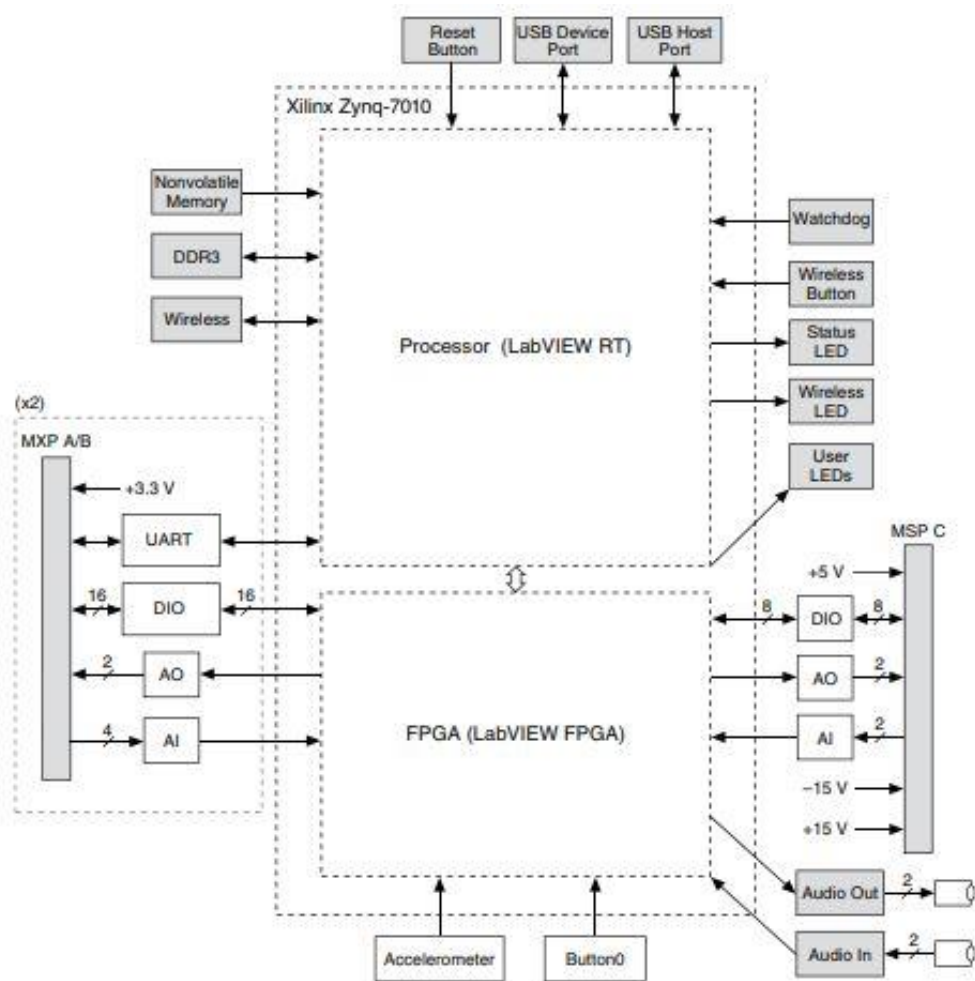 Reset
Button
USB Device
Port
USB Host
Port
Xilinx Zynq-7010
Nonvolatile
Memory
DDR3
Wireless
Processor (LabVIEW RT)
Watchdog
Wireless
Button
Status
LED
Wireless
LED
User
LEDs
(x2)
MXP A/B
+3.3 V
UART
16
DIO
16
2
AO
4
AI
FPGA (LabVIEW FPGA)
MSP C
+5 V
8
DIO
8
AO
2
AI
2
–15 V
+15 V
Audio Out
2
Audio In
2
Accelerometer
Button0